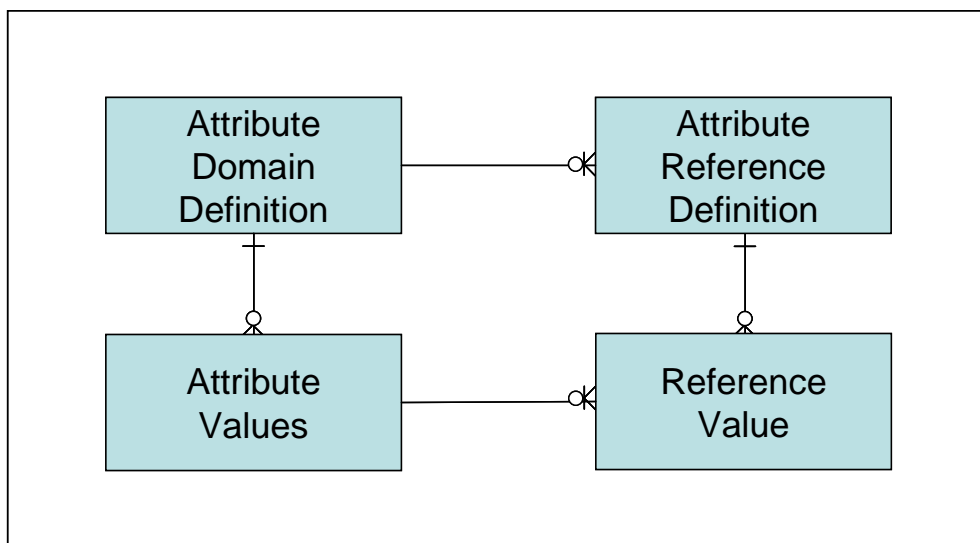 Attribute
Domain
Definition
Attribute
Reference
Definition
Attribute
Values
Reference
Value